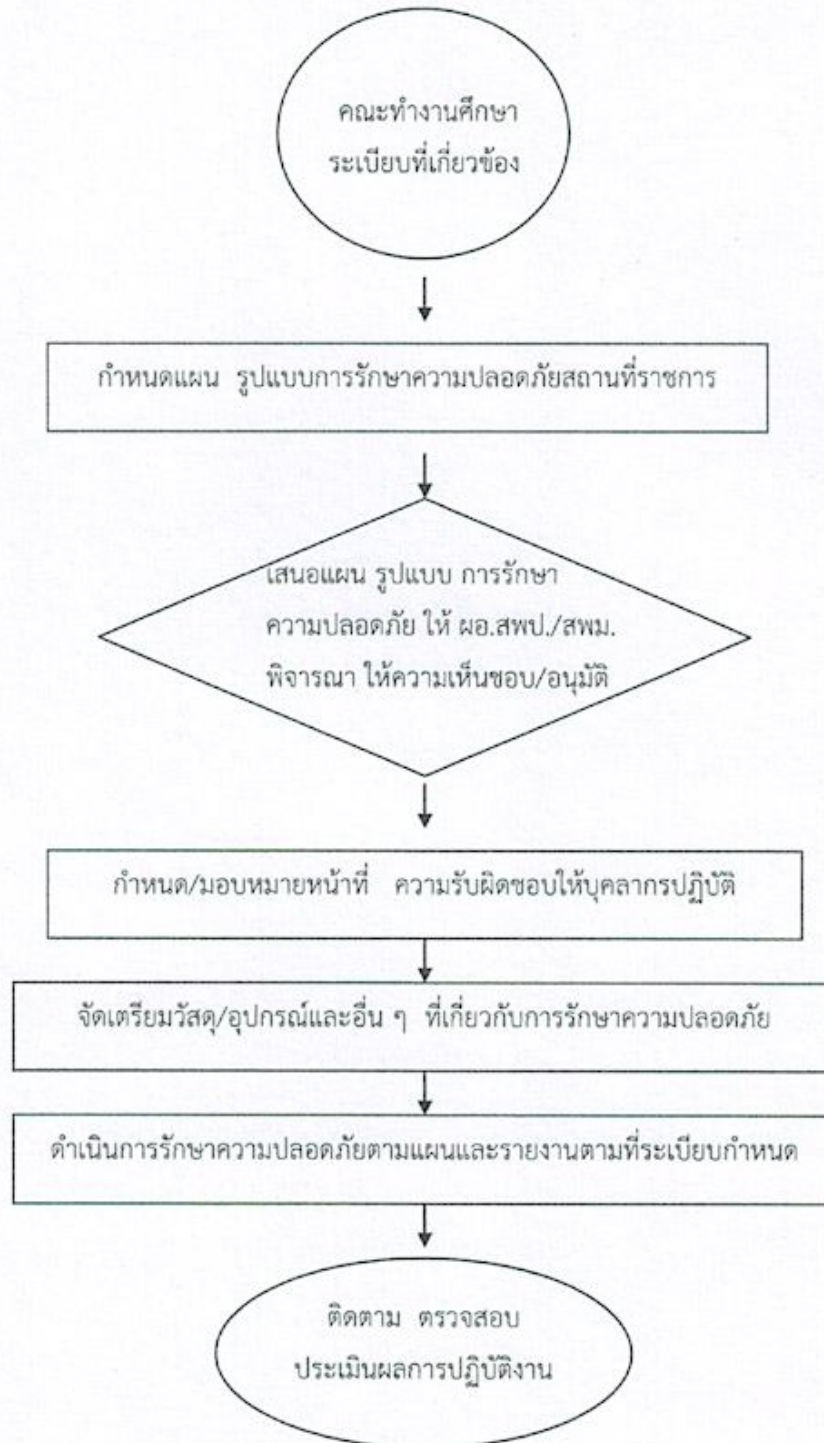 คณะทำงานศึกษา
ระเบียบที่เกี่ยวข้อง
กำหนดแผน รูปแบบการรักษาความปลอดภัยสถานที่ราชการ
เสนอแผน รูปแบบ การรักษา
ความปลอดภัย ให้ ผอ.สพป./สพม.
พิจารณา ให้ความเห็นชอบ/อนุมัติ
กำหนด/มอบหมายหน้าที่ ความรับผิดชอบให้บุคลากรปฏิบัติ
จัดเตรียมวัสดุ/อุปกรณ์และอื่น ๆ ที่เกี่ยวกับการรักษาความปลอดภัย
ดำเนินการรักษาความปลอดภัยตามแผนและรายงานตามที่ระเบียบกำหนด
ติดตาม ตรวจสอบ
ประเมินผลการปฏิบัติงาน